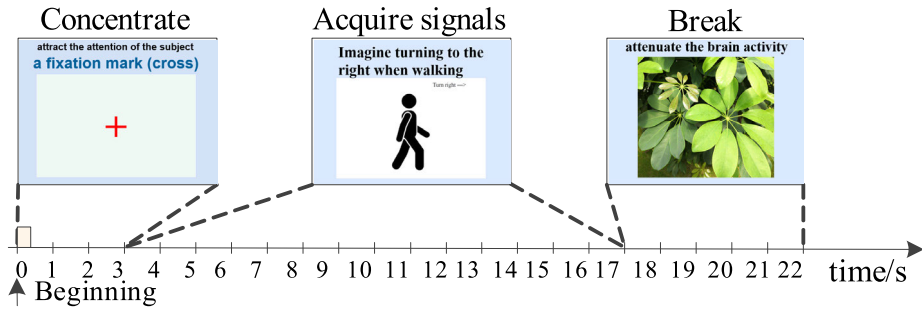 Concentrate
attract the attention of the subject
a fixation mark (cross)
Acquire signals
Imagine turning to the
right when walking
Turn right ==>
Break
attenuate the brain activity
0 1 2 3 4 5 6 7 8 9 10 11 12 13 14 15 16 17 18 19 20 21 22 time/s
Beginning